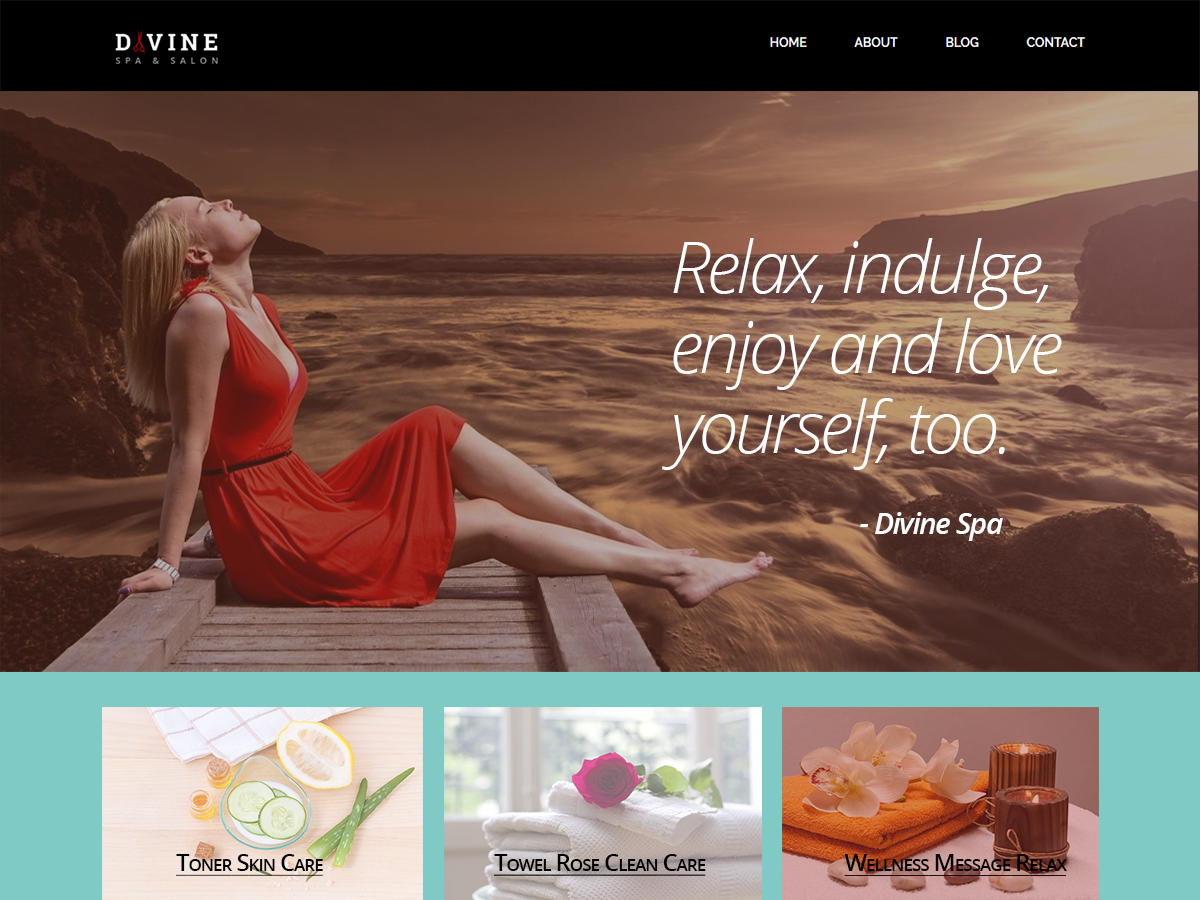 DIVINE
SPA & SALON
HOME ABOUT BLOG CONTACT
Relax, indulge,
enjoy and love
yourself, too.
- Divine Spa
Toner Skin Care
Towel Rose Clean Care
Wellness Message Relax